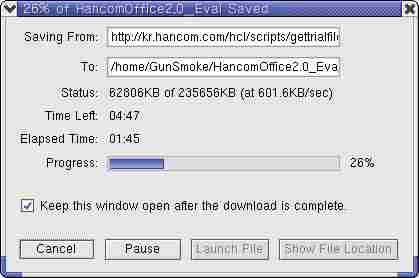 26% of HancomOffice2.0_Eval Saved
Saving From: http://kr.hancom.com/hcl/scripts/gettrialfil
To: /home/GunSmoke/HancomOffice2.0_Eva
Status: 62806KB of 235656KB (at 601.6KB/sec)
Time Left: 04:47
Elapsed Time: 01:45
Progress: 26%
Keep this window open after the download is complete.
Cancel Pause Launch File Show File Location